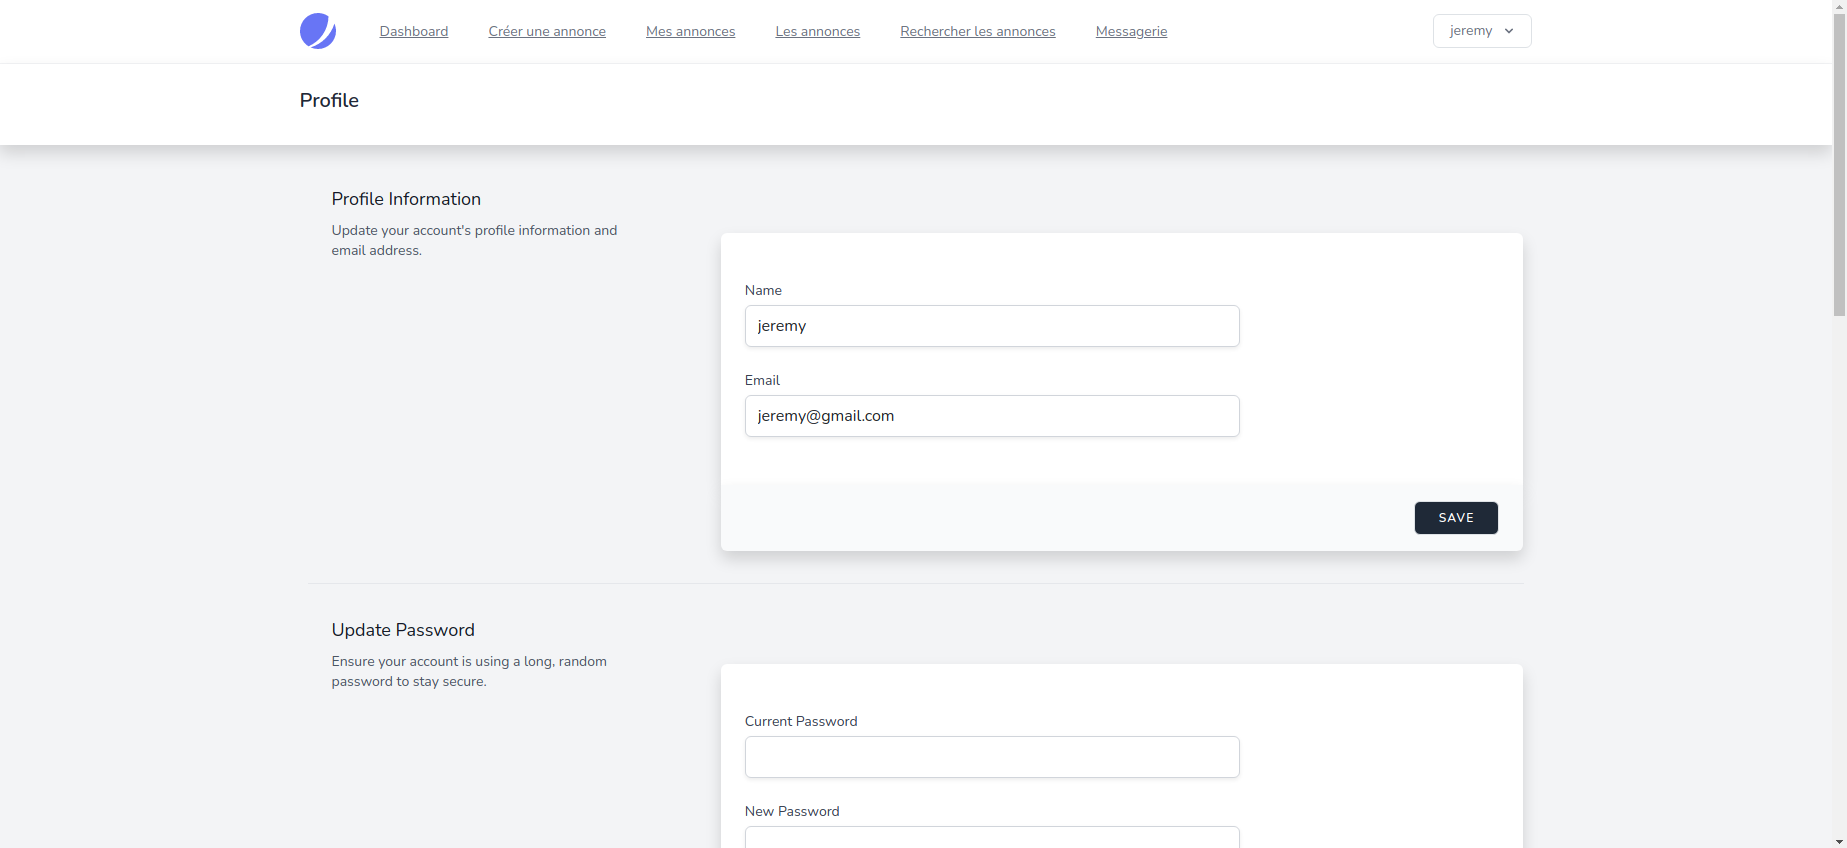 Dashboard Créer une annonce Mes annonces Les annonces Rechercher les annonces Messagerie jeremy
Profile
Profile Information
Update your account's profile information and
email address.
Name
jeremy
Email
jeremy@gmail.com
SAVE
Update Password
Ensure your account is using a long, random
password to stay secure.
Current Password
New Password